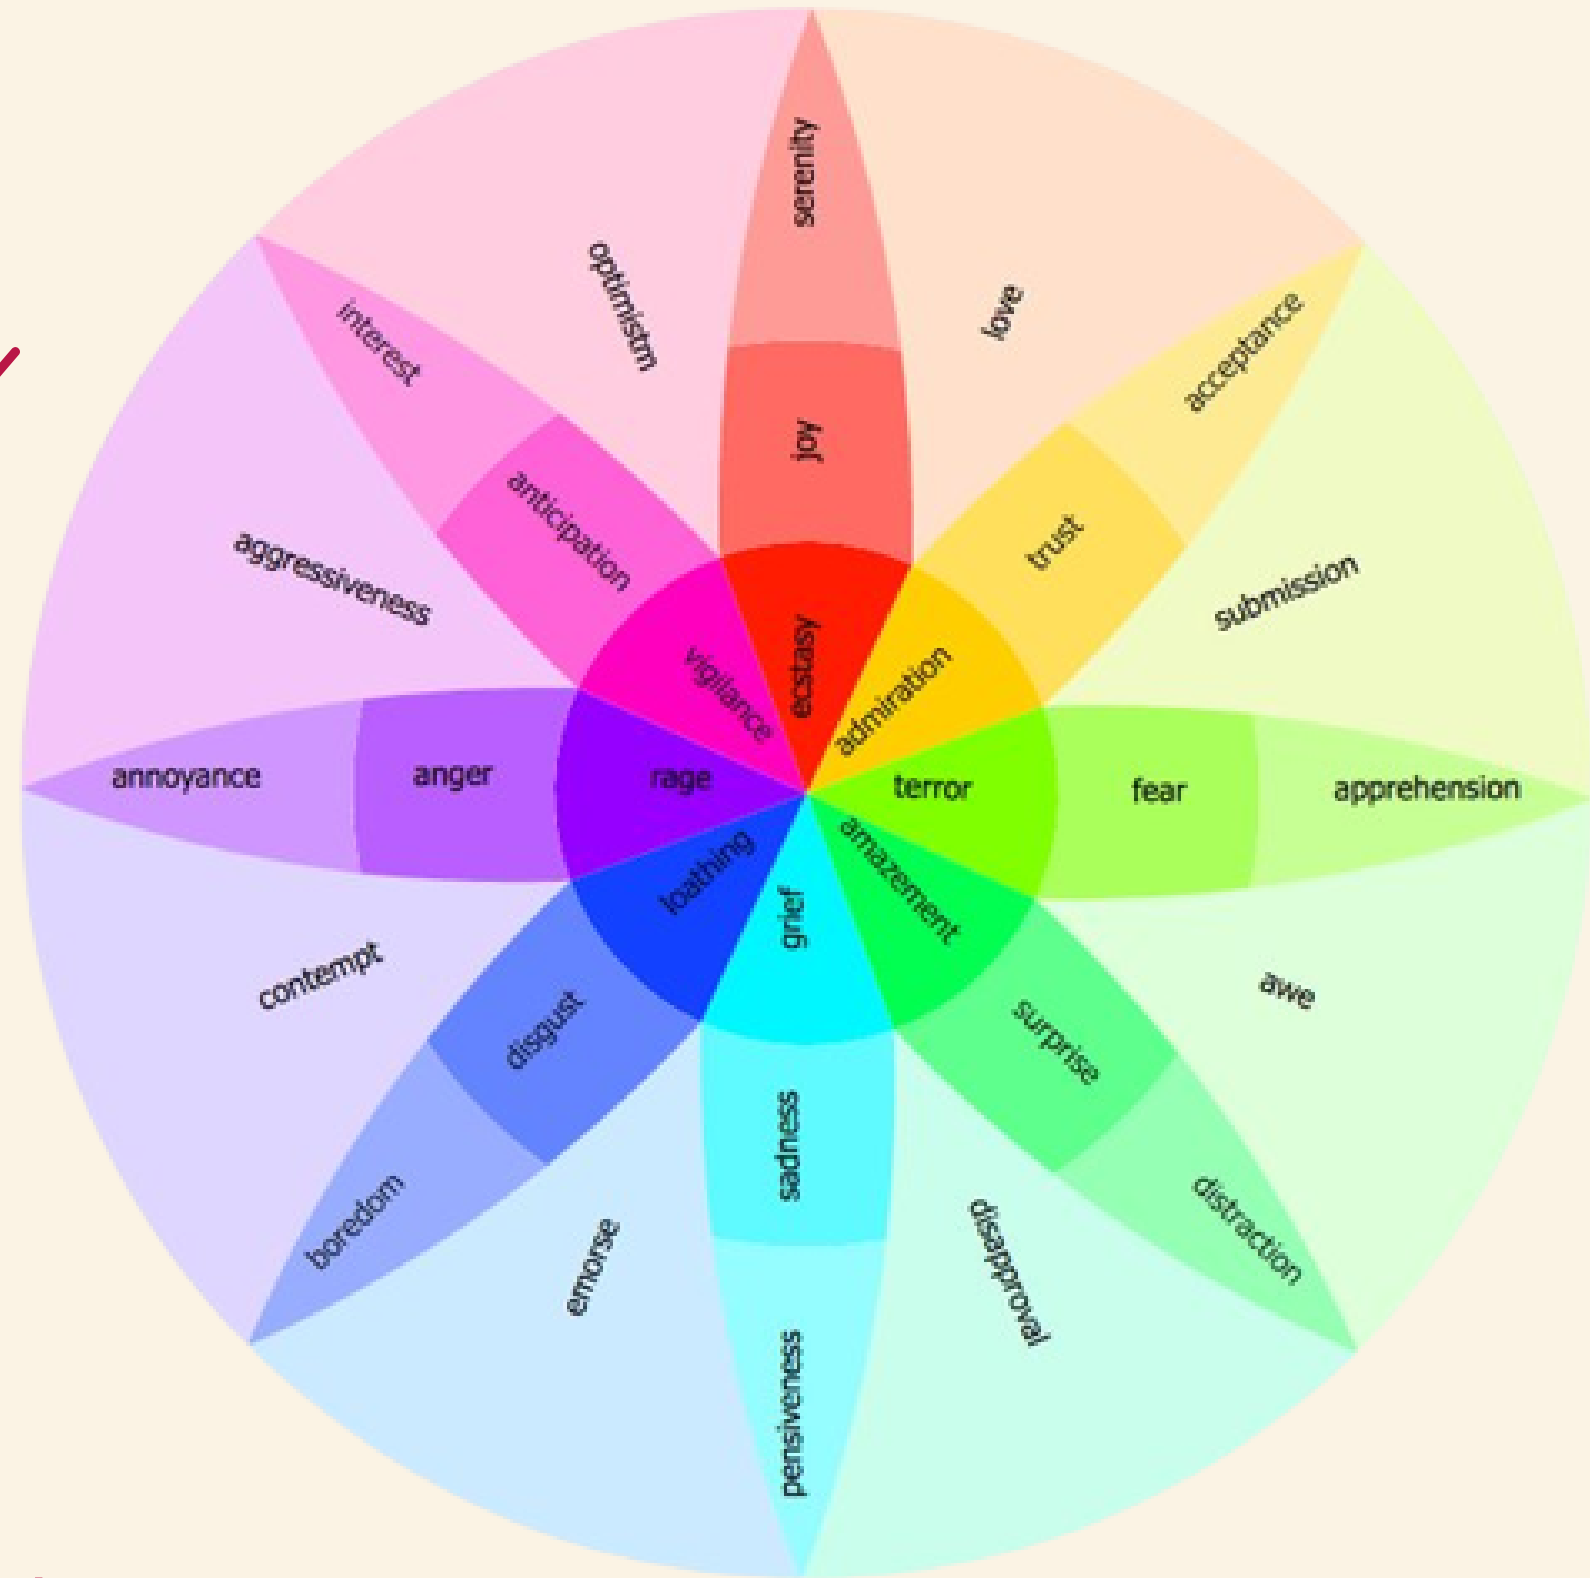 serenity
joy
ecstasy
love
acceptance
trust
admiration
submission
terror
fear
apprehension
awe
amazement
surprise
distraction
disapproval
grief
sadness
pensiveness
emorse
loathing
disgust
boredom
contempt
rage
anger
annoyance
aggressiveness
vigilance
anticipation
interest
optimistm